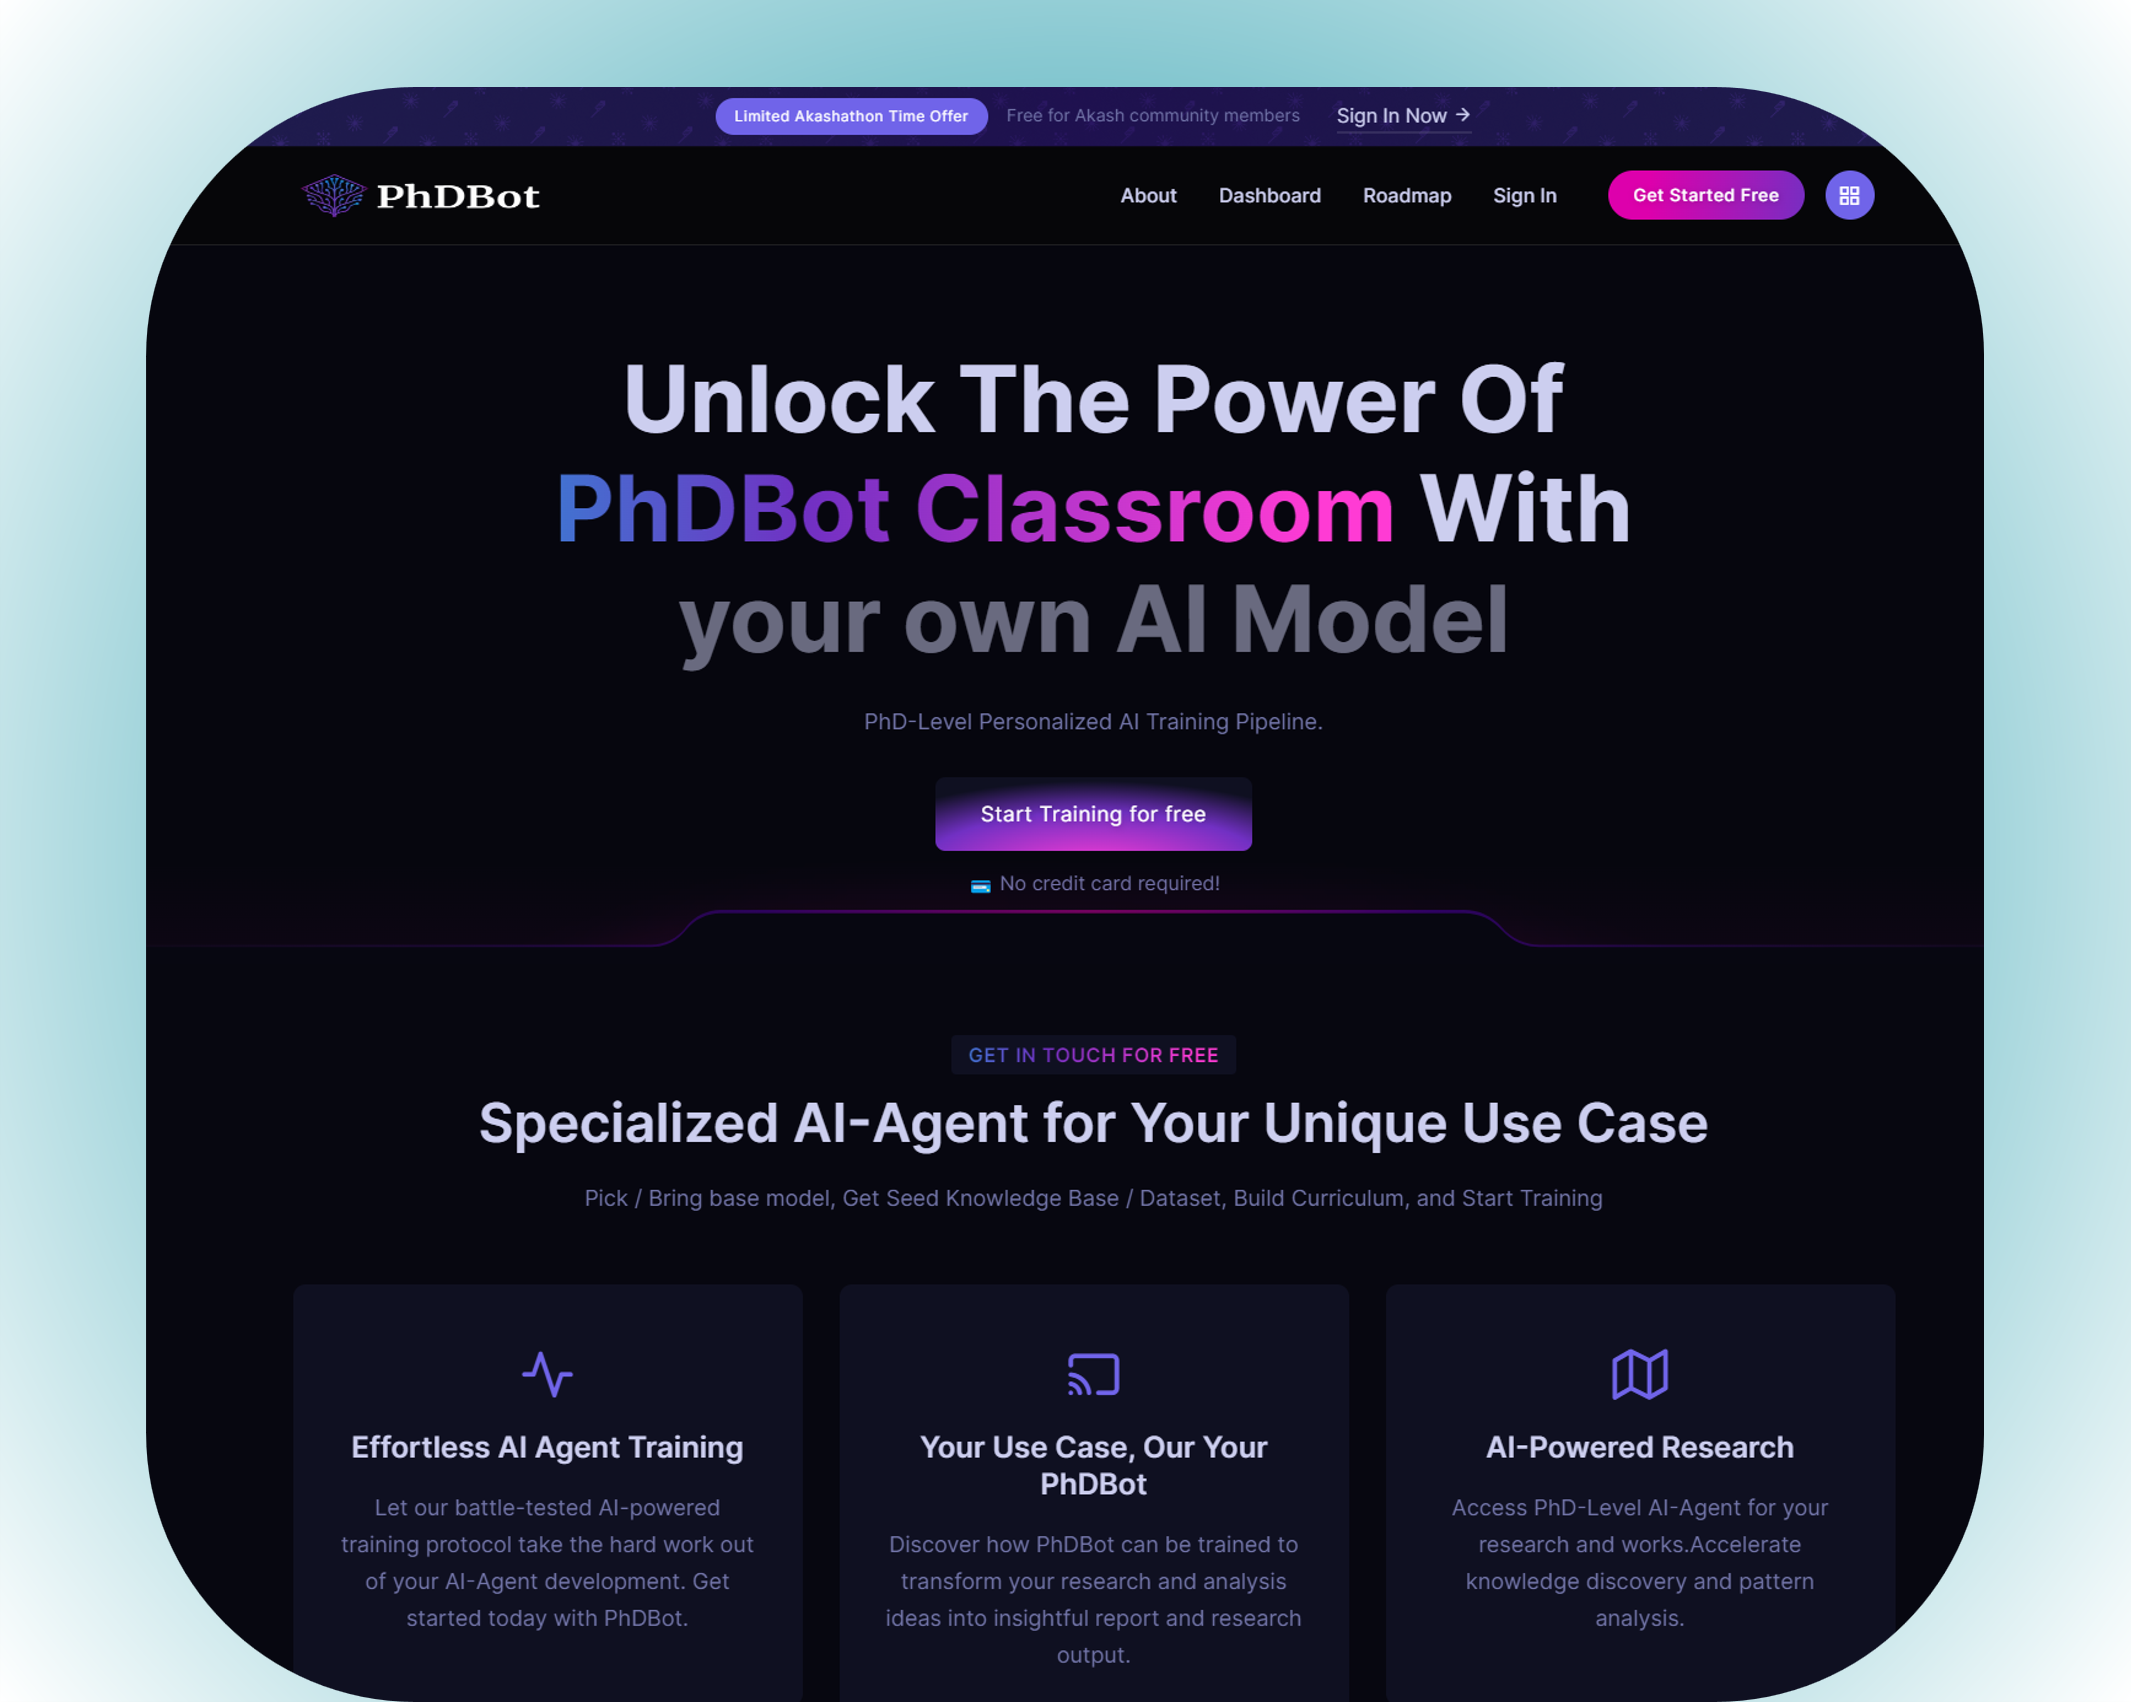 Limited Akashathon Time Offer Free for Akash community members Sign In Now →
PhDBot About Dashboard Roadmap Sign In Get Started Free
Unlock The Power Of
PhDBot Classroom With
your own AI Model
PhD-Level Personalized AI Training Pipeline.
Start Training for free
No credit card required!
GET IN TOUCH FOR FREE
Specialized AI-Agent for Your Unique Use Case
Pick / Bring base model, Get Seed Knowledge Base / Dataset, Build Curriculum, and Start Training
Effortless AI Agent Training
Let our battle-tested AI-powered
training protocol take the hard work out
of your AI-Agent development. Get
started today with PhDBot.
Your Use Case, Our Your
PhDBot
Discover how PhDBot can be trained to
transform your research and analysis
ideas into insightful report and research
output.
AI-Powered Research
Access PhD-Level AI-Agent for your
research and works.Accelerate
knowledge discovery and pattern
analysis.